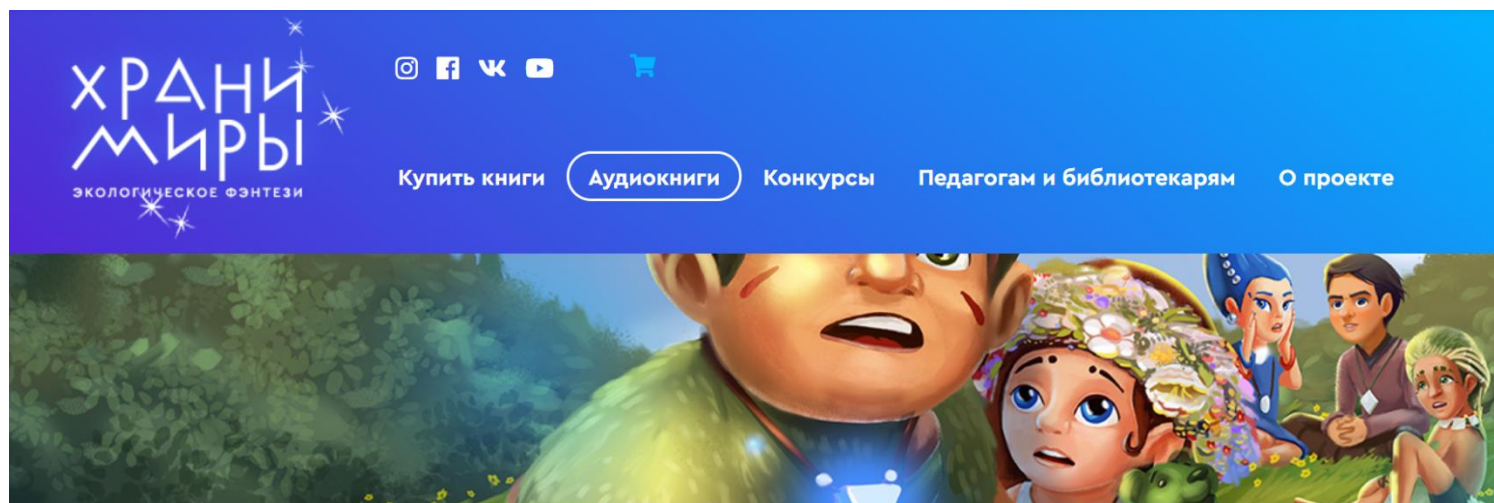 ХРАНИ
МИРЫ
ЭКОЛОГИЧЕСКОЕ ФЭНТЕЗИ
Купить книги Аудиокниги Конкурсы Педагогам и библиотекарям О проекте